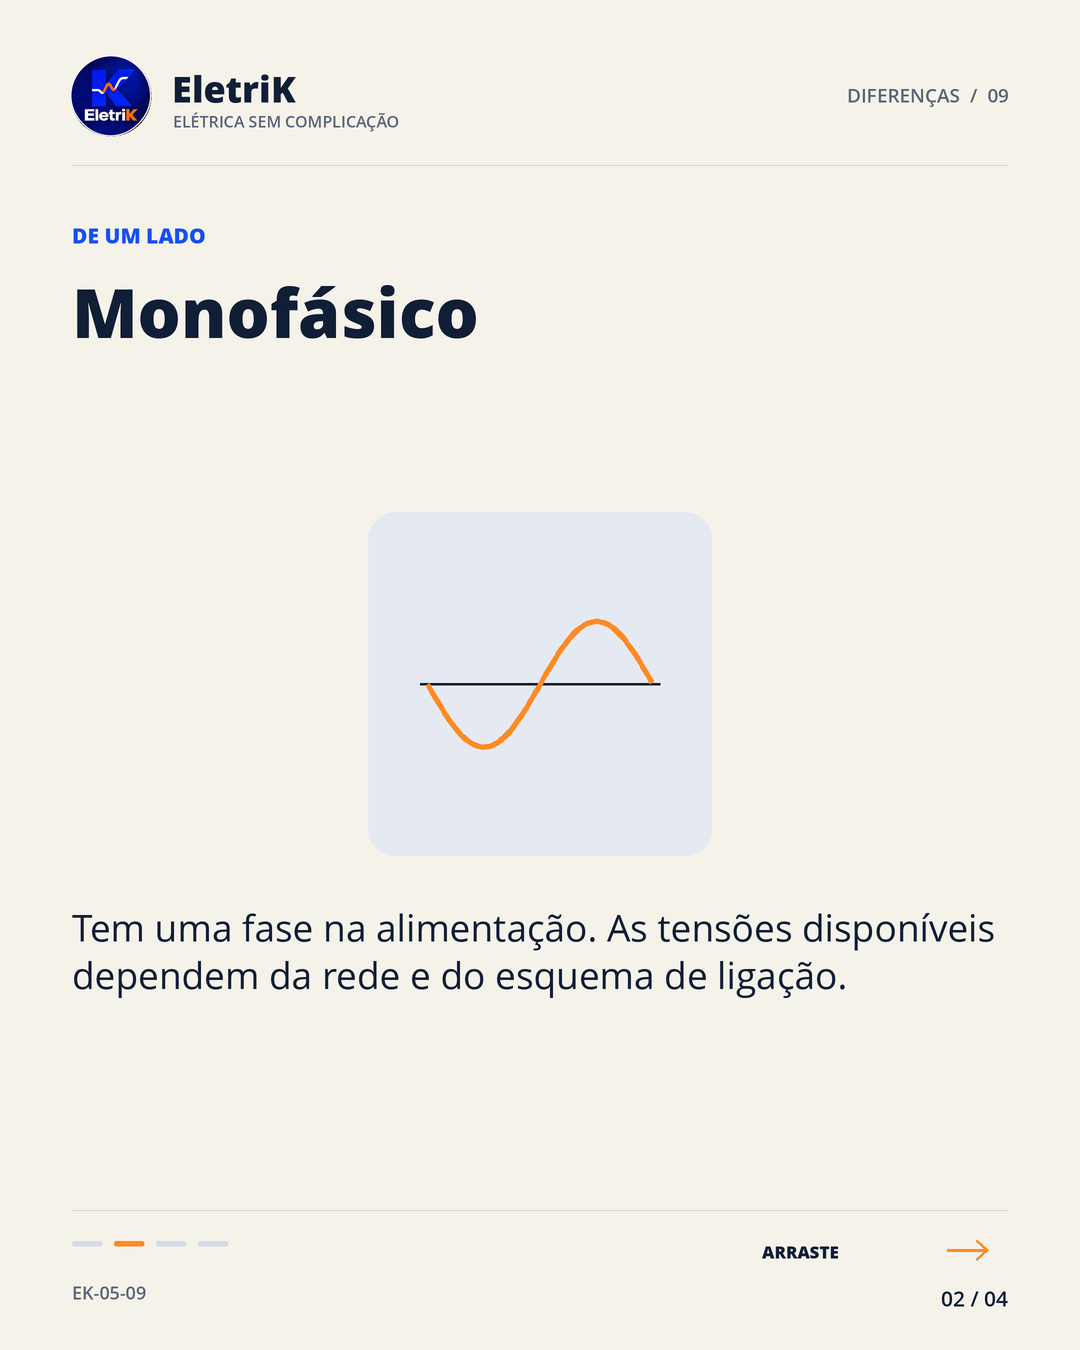 EletriK
EletriK
ELÉTRICA SEM COMPLICAÇÃO
DIFERENÇAS / 09
DE UM LADO
Monofásico
Tem uma fase na alimentação. As tensões disponíveis
dependem da rede e do esquema de ligação.
ARRASTE
EK-05-09
02 / 04